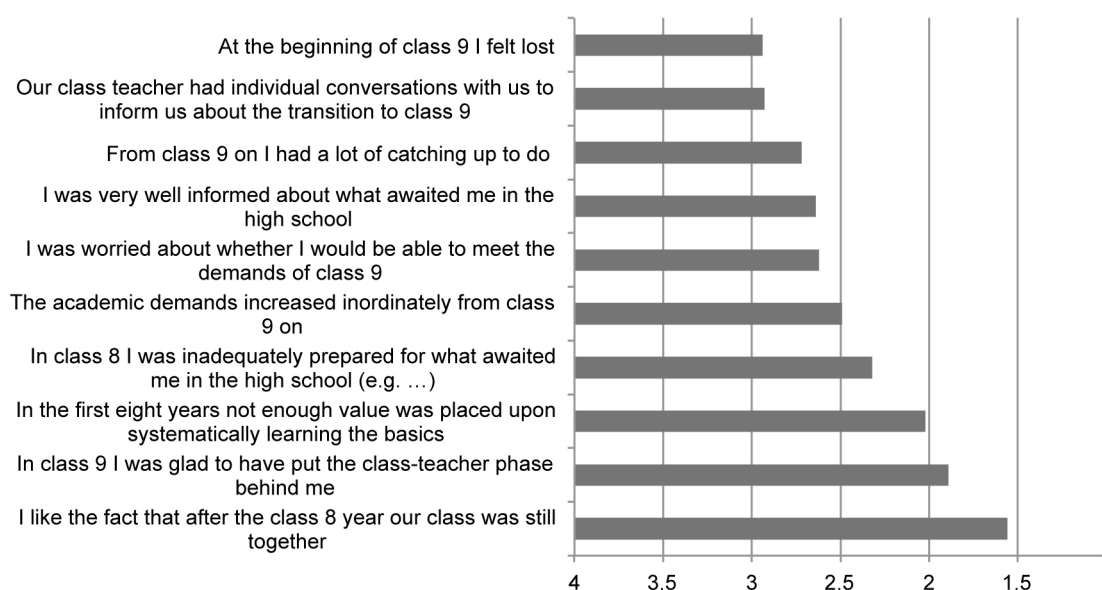 At the beginning of class 9 I felt lost
Our class teacher had individual conversations with us to
inform us about the transition to class 9
From class 9 on I had a lot of catching up to do
I was very well informed about what awaited me in the
high school
I was worried about whether I would be able to meet the
demands of class 9
The academic demands increased inordinately from class
9 on
In class 8 I was inadequately prepared for what awaited
me in the high school (e.g. …)
In the first eight years not enough value was placed upon
systematically learning the basics
In class 9 I was glad to have put the class-teacher phase
behind me
I like the fact that after the class 8 year our class was still
together
4 3.5 3 2.5 2 1.5